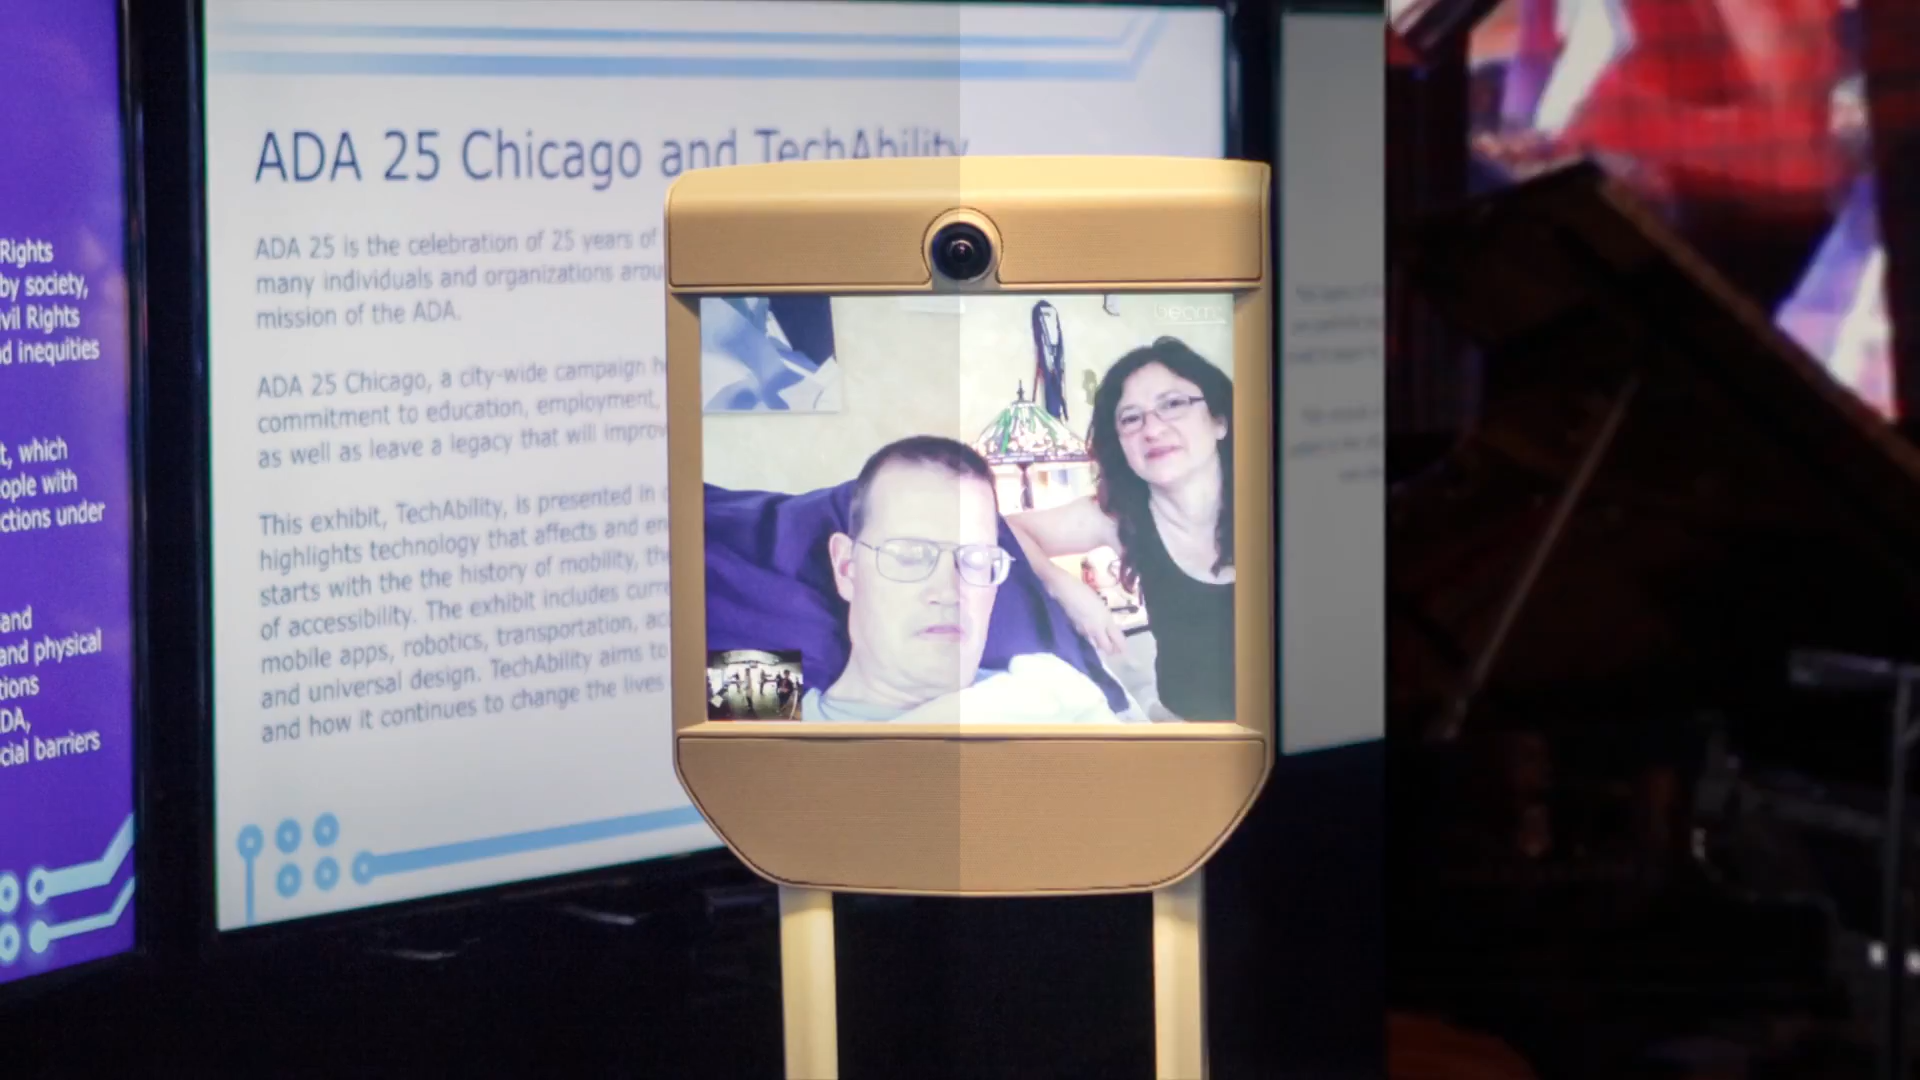 Rights
by society,
ivil Rights
nd inequities
t, which
ople with
ctions under
and
and physical
tions
DA,
cial barriers
ADA 25 Chicago and TechAbility
ADA 25 is the celebration of 25 years of
many individuals and organizations arou
mission of the ADA.
ADA 25 Chicago, a city-wide campaign h
commitment to education, employment,
as well as leave a legacy that will improv
This exhibit, TechAbility, is presented in
highlights technology that affects and en
starts with the the history of mobility, the
of accessibility. The exhibit includes curre
mobile apps, robotics, transportation, ac
and universal design. TechAbility aims to
and how it continues to change the lives
beam